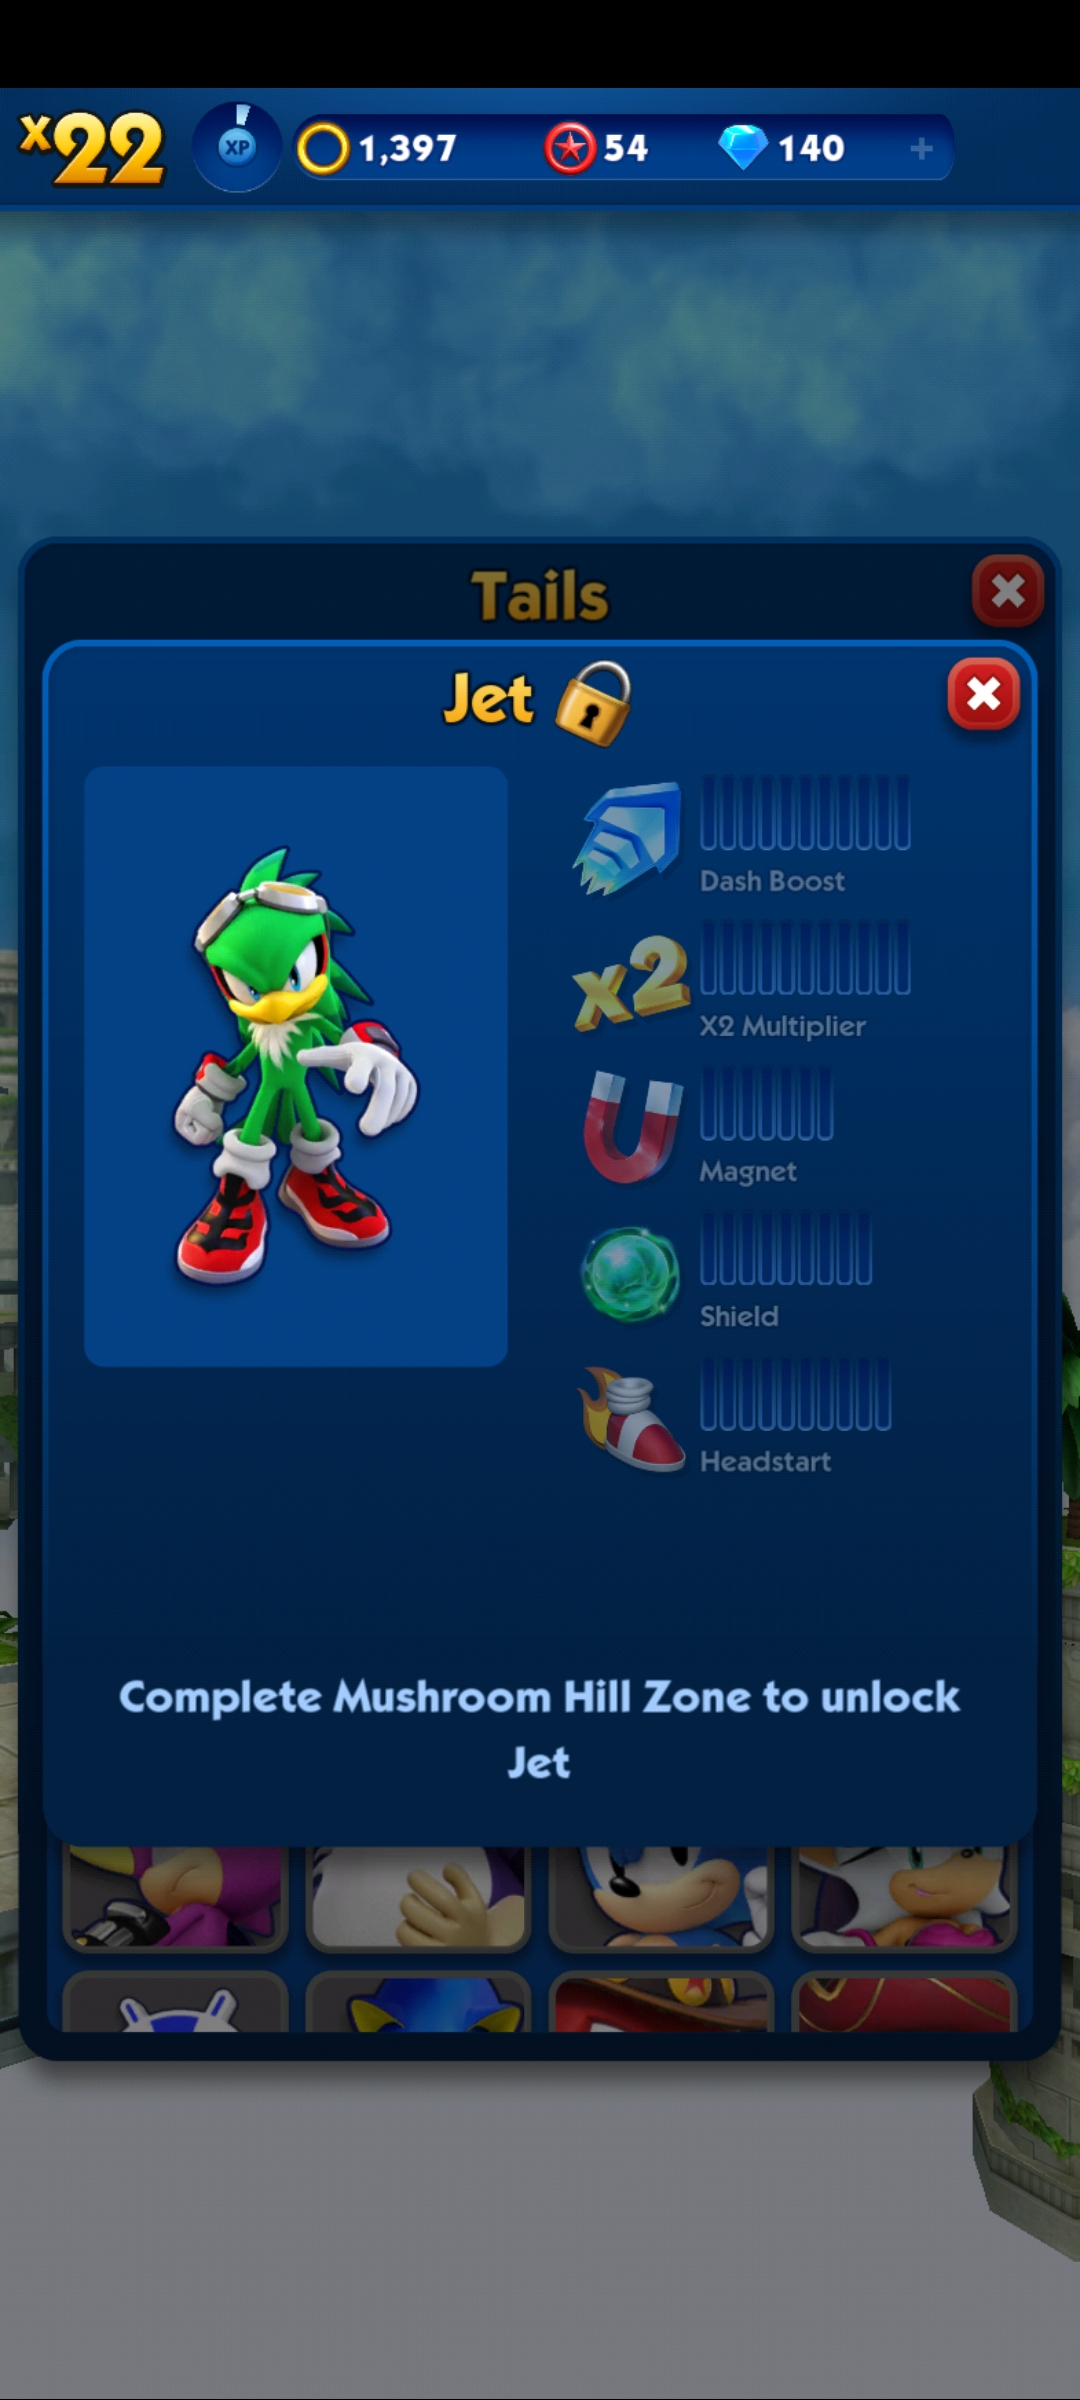 x22
XP
1,397
54
140
+
Tails
Jet
Dash Boost
x2
X2 Multiplier
Magnet
Shield
Headstart
Complete Mushroom Hill Zone to unlock
Jet